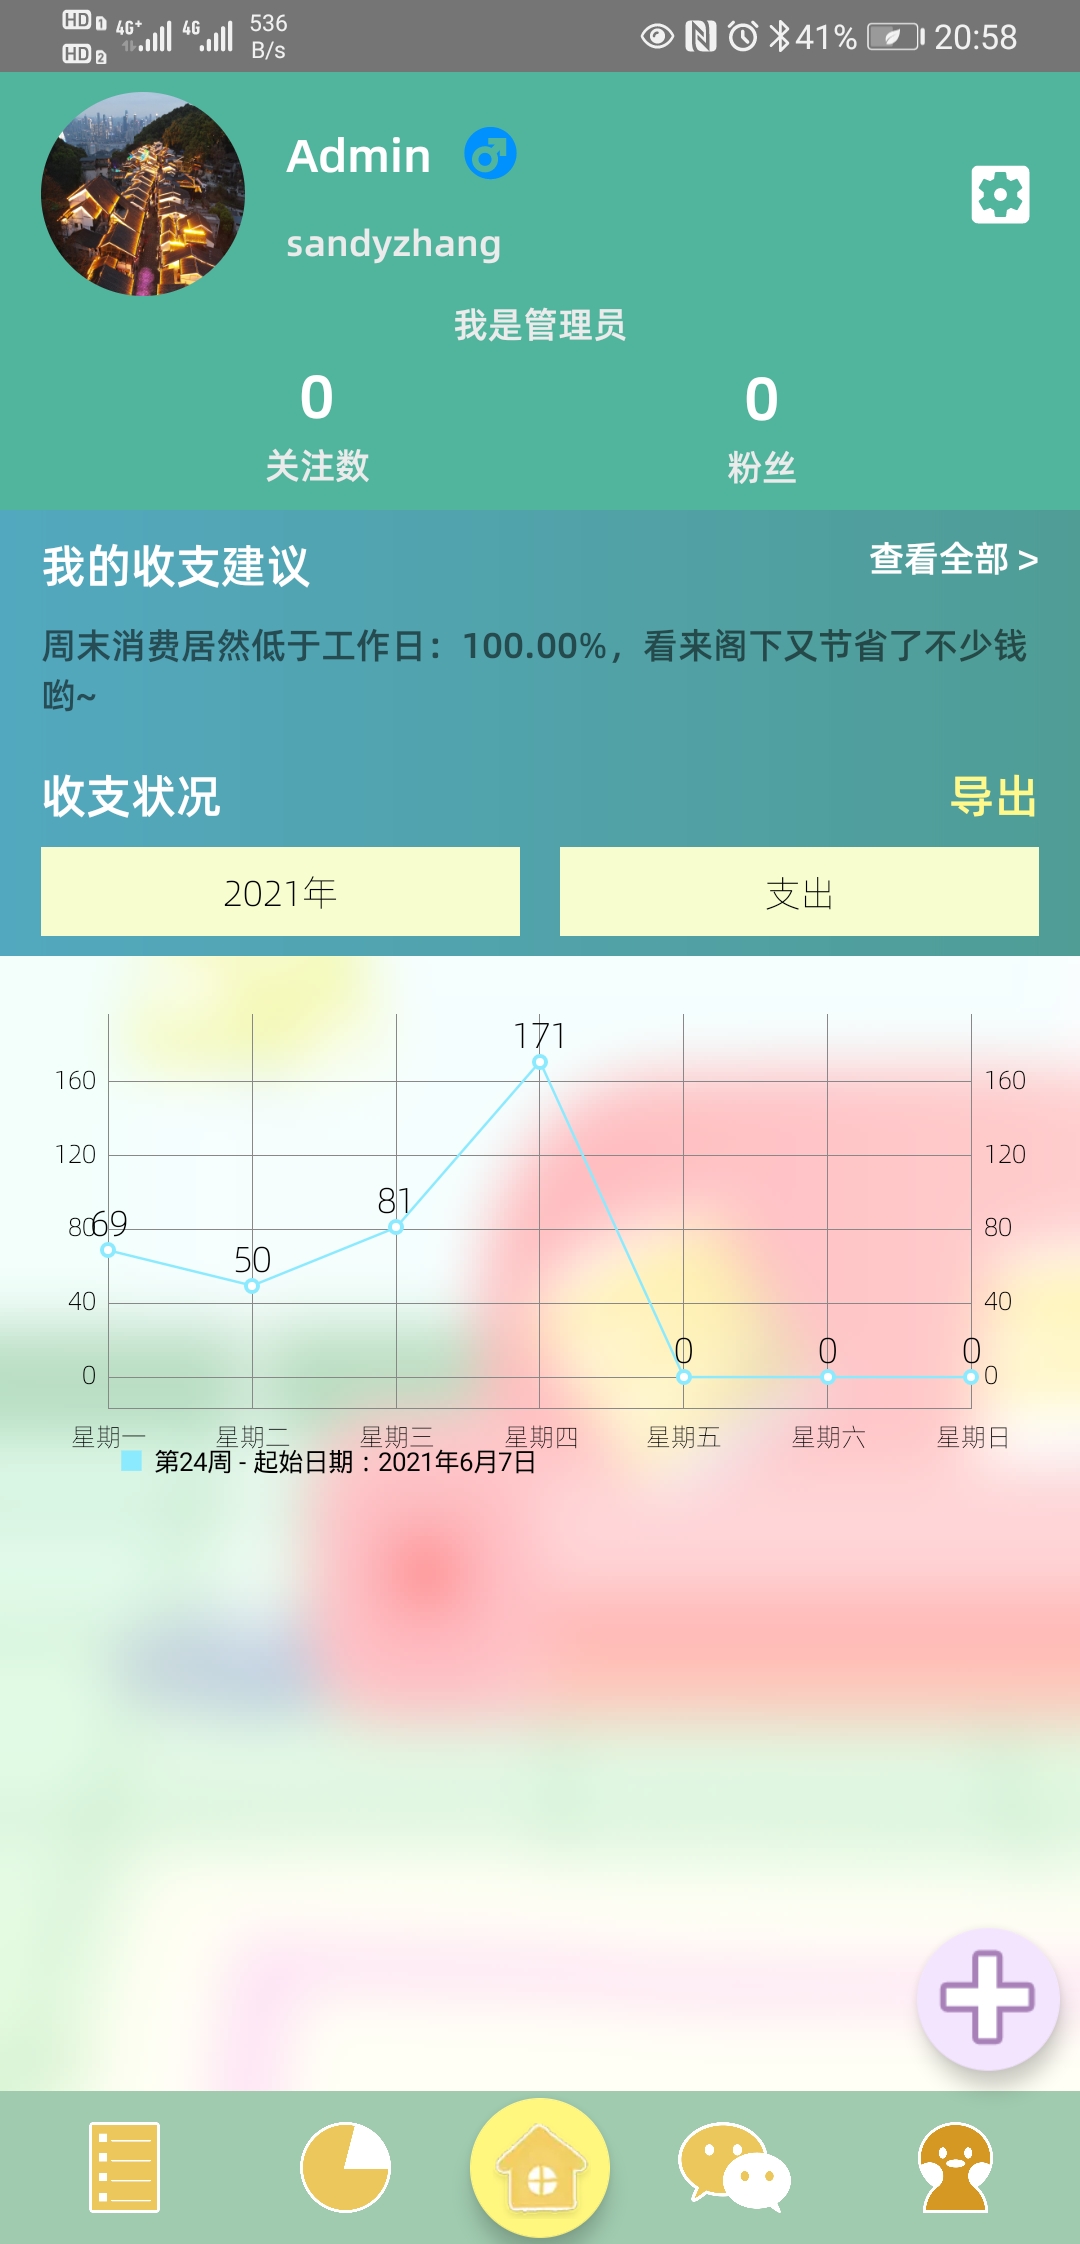 HD 1 4G+ 4G 536 41% 20:58
HD 2 B/s
Admin
sandyzhang
我是管理员
0 0
关注数 粉丝
我的收支建议 查看全部 >
周末消费居然低于工作日：100.00%，看来阁下又节省了不少钱
哟~
收支状况 导出
2021年 支出
171
160 160
120 120
81
80 69 80
50
40 40
0 0 0
0 0
星期一 星期二 星期三 星期四 星期五 星期六 星期日
第24周 - 起始日期：2021年6月7日